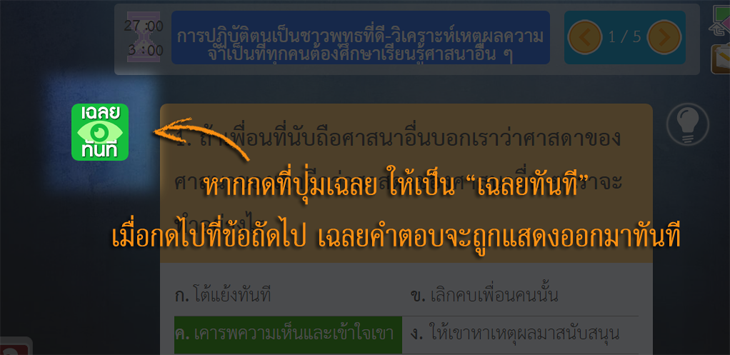 27:00
3:00
การปฏิบัติตนเป็นชาวพุทธที่ดี-วิเคราะห์เหตุผลความ
จำเป็นที่ทุกคนต้องศึกษาเรียนรู้ศาสนาอื่น ๆ
1 / 5
เฉลย
ทันที
1. ถ้าเพื่อนที่นับถือศาสนาอื่นบอกเราว่าศาสดาของ
หากกดที่ปุ่มเฉลย ให้เป็น “เฉลยทันที”
เมื่อกดไปที่ข้อถัดไป เฉลยคำตอบจะถูกแสดงออกมาทันที
ก. โต้แย้งทันที
ข. เลิกคบเพื่อนคนนั้น
ค. เคารพความเห็นและเข้าใจเขา
ง. ให้เขาหาเหตุผลมาสนับสนุน